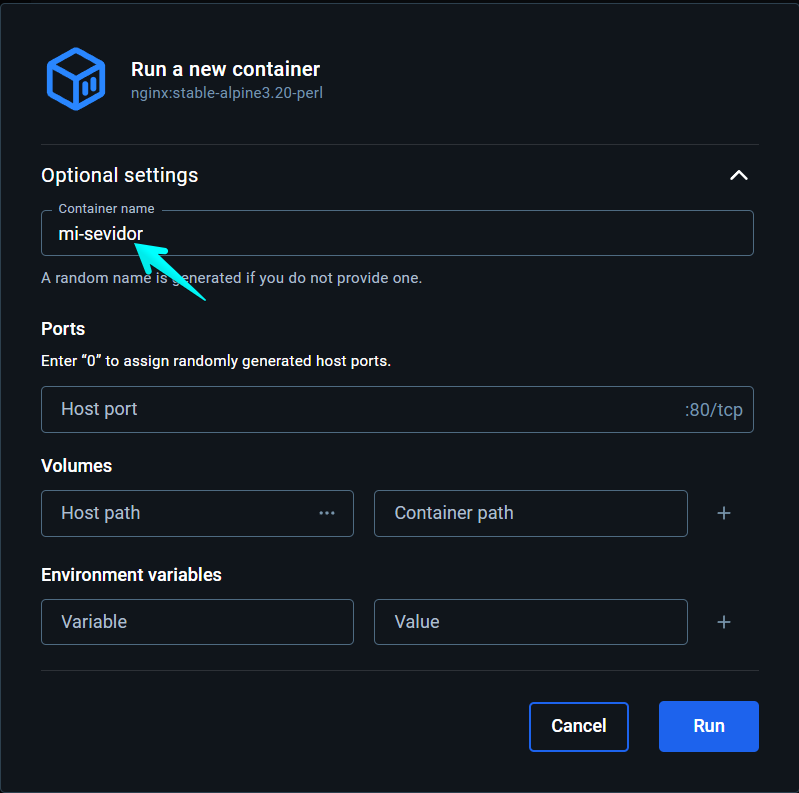 Run a new container
nginx:stable-alpine3.20-perl
Optional settings
Container name
mi-sevidor
A random name is generated if you do not provide one.
Ports
Enter “0” to assign randomly generated host ports.
Host port :80/tcp
Volumes
Host path ··· Container path +
Environment variables
Variable Value +
Cancel Run